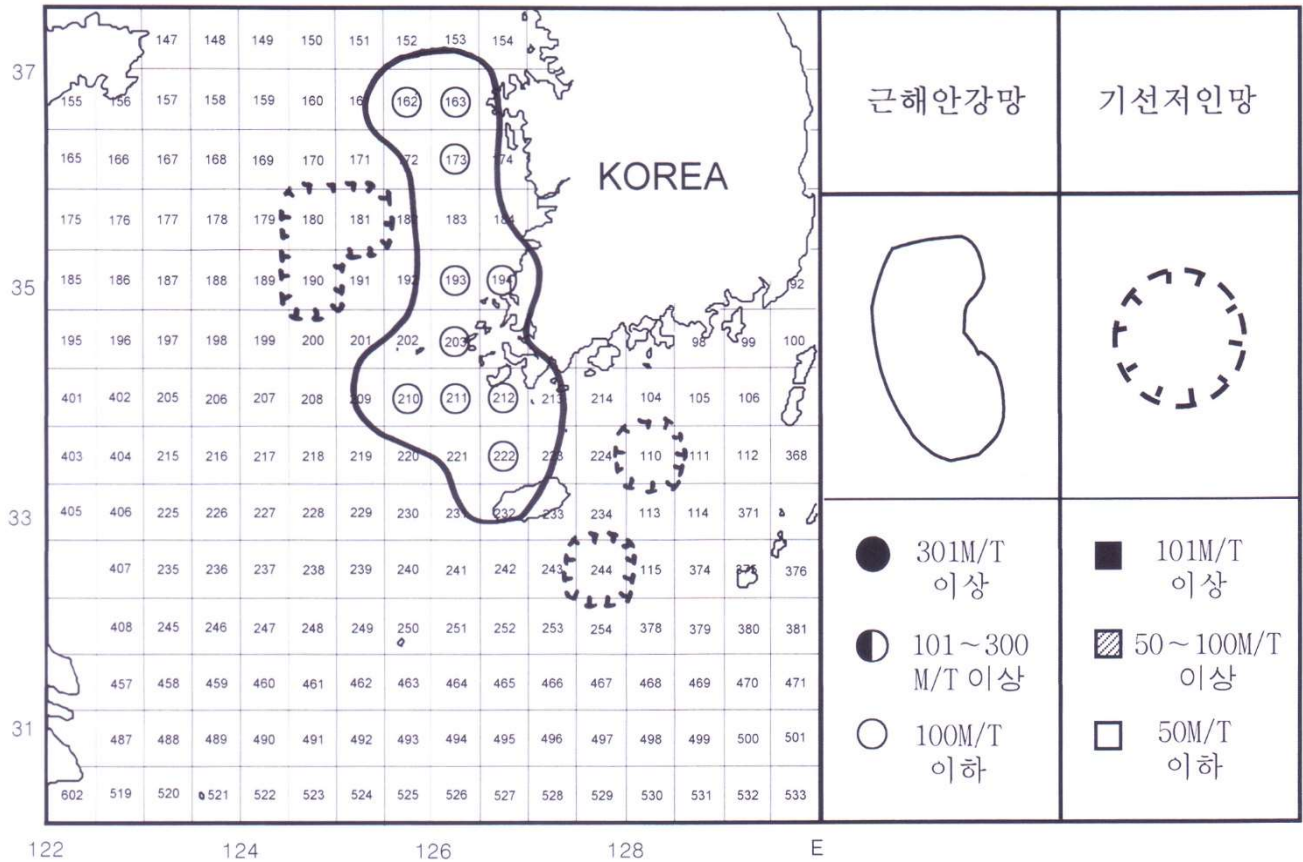 147 148 149 150 151 152 153 154
37
155 156 157 158 159 160 162 163
165 166 167 168 169 170 171 172 173 174
KOREA
175 176 177 178 179 180 181 182 183 184
35
185 186 187 188 189 190 191 192 193 194 92
195 196 197 198 199 200 201 202 203 98 99 100
401 402 205 206 207 208 209 210 211 212 213 214 104 105 106
403 404 215 216 217 218 219 220 221 222 223 224 110 111 112 368
33
405 406 225 226 227 228 229 230 231 232 233 234 113 114 371
407 235 236 237 238 239 240 241 242 243 244 115 374 375 376
408 245 246 247 248 249 250 251 252 253 254 378 379 380 381
457 458 459 460 461 462 463 464 465 466 467 468 469 470 471
31
487 488 489 490 491 492 493 494 495 496 497 498 499 500 501
602 519 520 521 522 523 524 525 526 527 528 529 530 531 532 533
122 124 126 128 E
근해안강망
기선저인망
301M/T
이상
101~300
M/T 이상
100M/T
이하
101M/T
이상
50~100M/T
이상
50M/T
이하